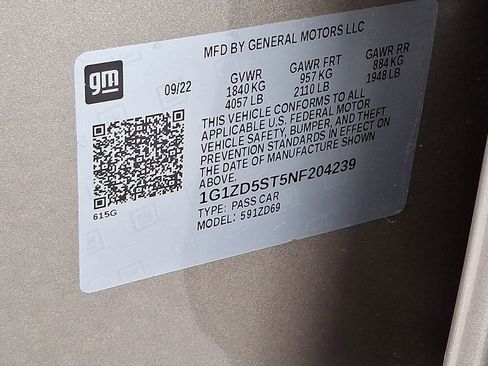 MFD BY GENERAL MOTORS LLC
gm
09/22
GVWR GAWR FRT GAWR RR
1840 KG 957 KG 884 KG
4057 LB 2110 LB 1948 LB
THIS VEHICLE CONFORMS TO ALL
APPLICABLE U.S. FEDERAL MOTOR
VEHICLE SAFETY, BUMPER, AND THEFT
PREVENTION STANDARDS IN EFFECT ON
THE DATE OF MANUFACTURE SHOWN
ABOVE.
1G1ZD5ST5NF204239
615G
TYPE: PASS CAR
MODEL: 591ZD69